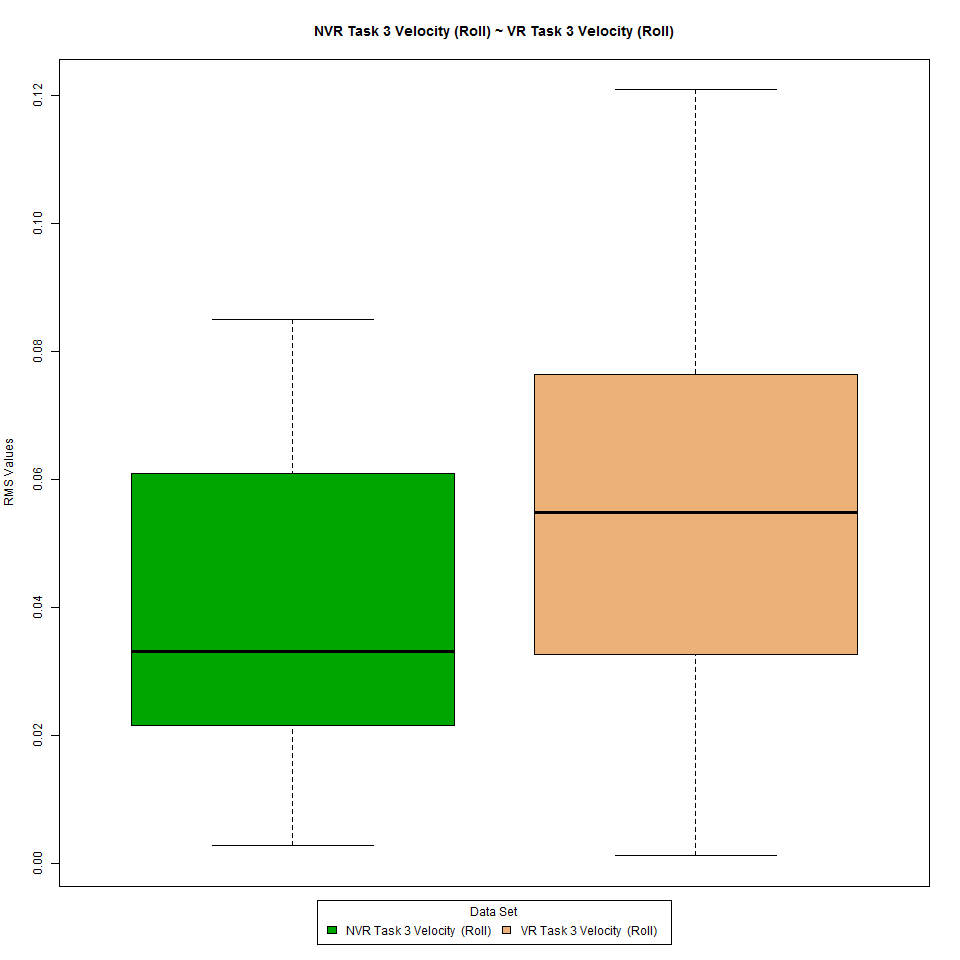 NVR Task 3 Velocity (Roll) ~ VR Task 3 Velocity (Roll)
RMS Values
0.12
0.10
0.08
0.06
0.04
0.02
0.00
Data Set
NVR Task 3 Velocity (Roll) VR Task 3 Velocity (Roll)